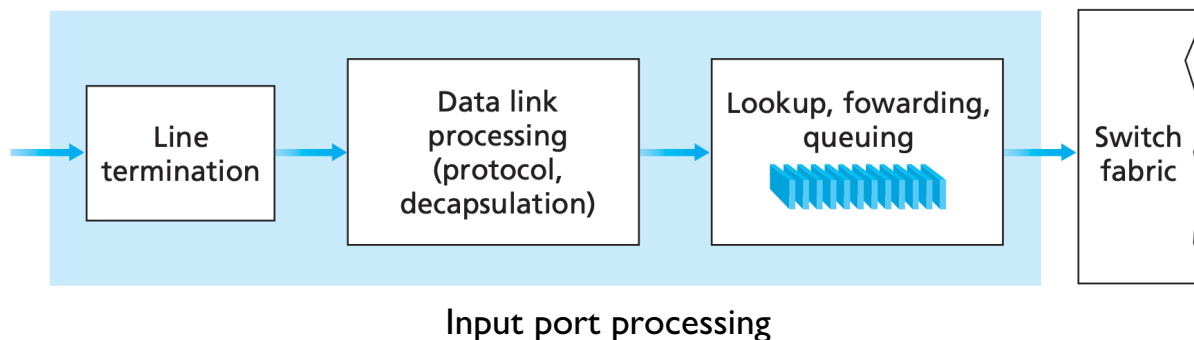 Line
termination
Data link
processing
(protocol,
decapsulation)
Lookup, fowarding,
queuing
Switch
fabric
Input port processing